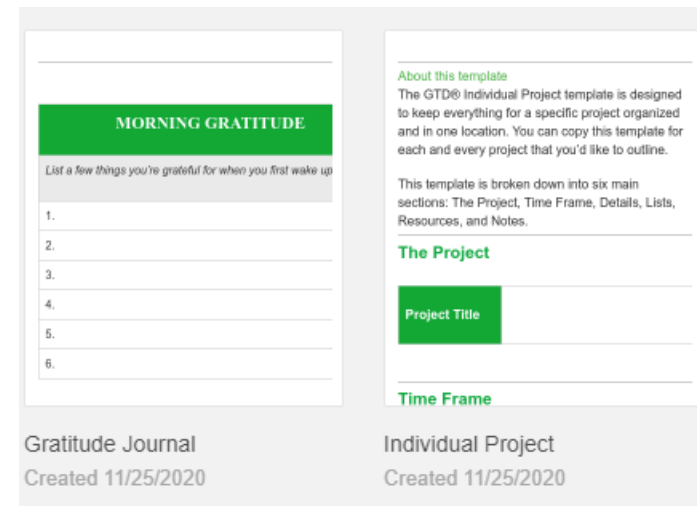 MORNING GRATITUDE
List a few things you're grateful for when you first wake up
1.
2.
3.
4.
5.
6.
Gratitude Journal
Created 11/25/2020
About this template
The GTD® Individual Project template is designed
to keep everything for a specific project organized
and in one location. You can copy this template for
each and every project that you'd like to outline.
This template is broken down into six main
sections: The Project, Time Frame, Details, Lists,
Resources, and Notes.
The Project
Project Title
Time Frame
Individual Project
Created 11/25/2020